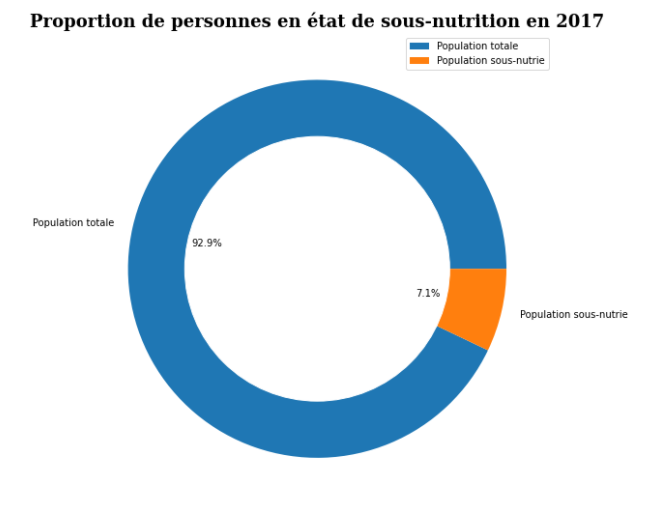 Proportion de personnes en état de sous-nutrition en 2017
Population totale
Population sous-nutrie
Population totale
92.9%
7.1%
Population sous-nutrie